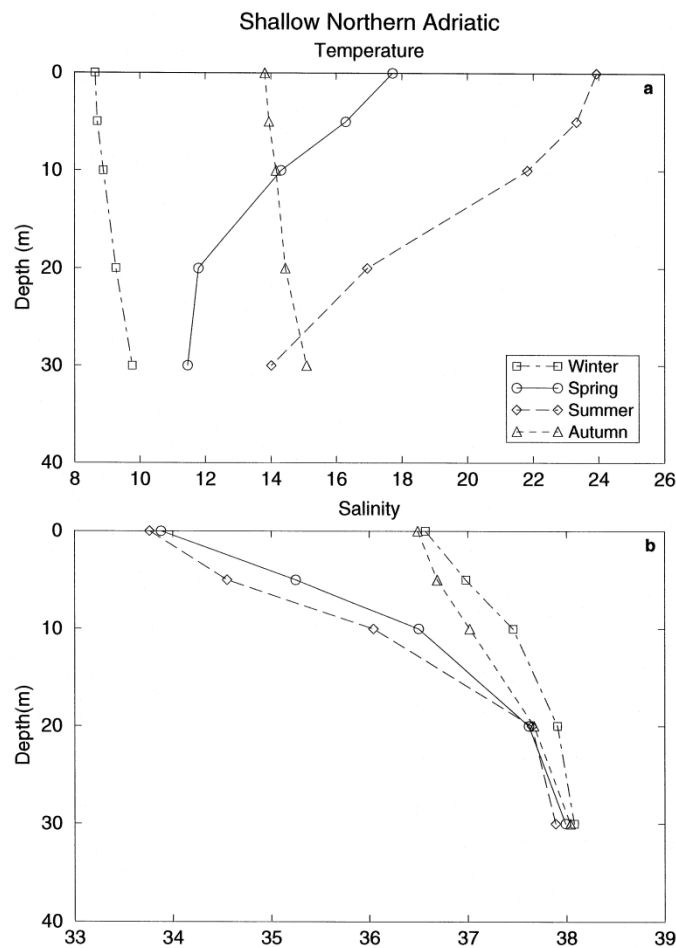 Shallow Northern Adriatic
Temperature
a
0
10
20
30
40
Depth (m)
Winter
Spring
Summer
Autumn
8 10 12 14 16 18 20 22 24 26
Salinity
b
0
10
20
30
40
Depth(m)
33 34 35 36 37 38 39